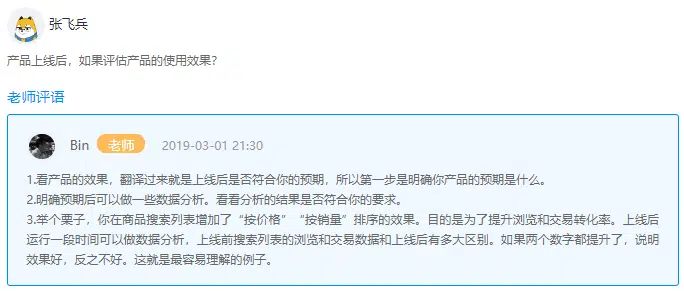 张飞兵
产品上线后，如果评估产品的使用效果？
老师评语
Bin 老师 2019-03-01 21:30
1.看产品的效果，翻译过来就是上线后是否符合你的预期，所以第一步是明确你产品的预期是什么。
2.明确预期后可以做一些数据分析。看看分析的结果是否符合你的要求。
3.举个栗子，你在商品搜索列表增加了“按价格”“按销量”排序的效果。目的是为了提升浏览和交易转化率。上线后
运行一段时间可以做数据分析，上线前搜索列表的浏览和交易数据和上线后有多大区别。如果两个数字都提升了，说明
效果好，反之不好。这就是最容易理解的例子。